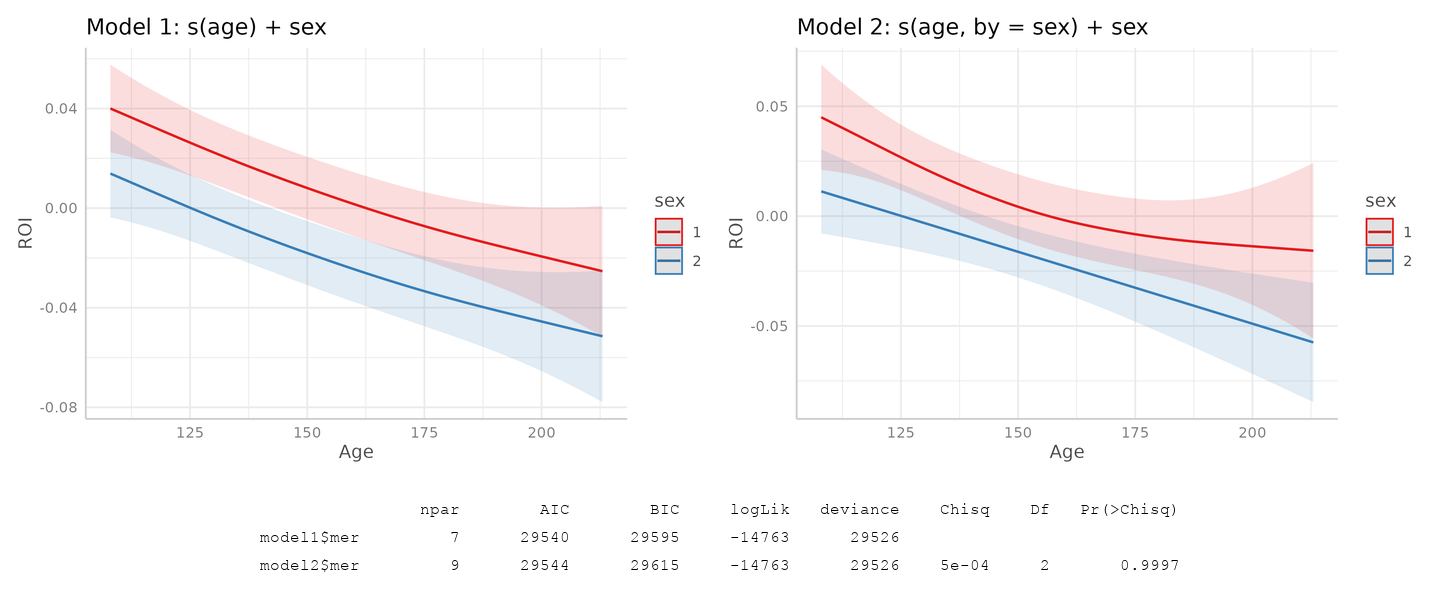 Model 1: s(age) + sex
0.04
0.00
-0.04
-0.08
ROI
125 150 175 200
Age
sex
1
2
Model 2: s(age, by = sex) + sex
0.05
0.00
-0.05
ROI
125 150 175 200
Age
sex
1
2
npar AIC BIC logLik deviance Chisq Df Pr(>Chisq)
model1$mer 7 29540 29595 -14763 29526
model2$mer 9 29544 29615 -14763 29526 5e-04 2 0.9997